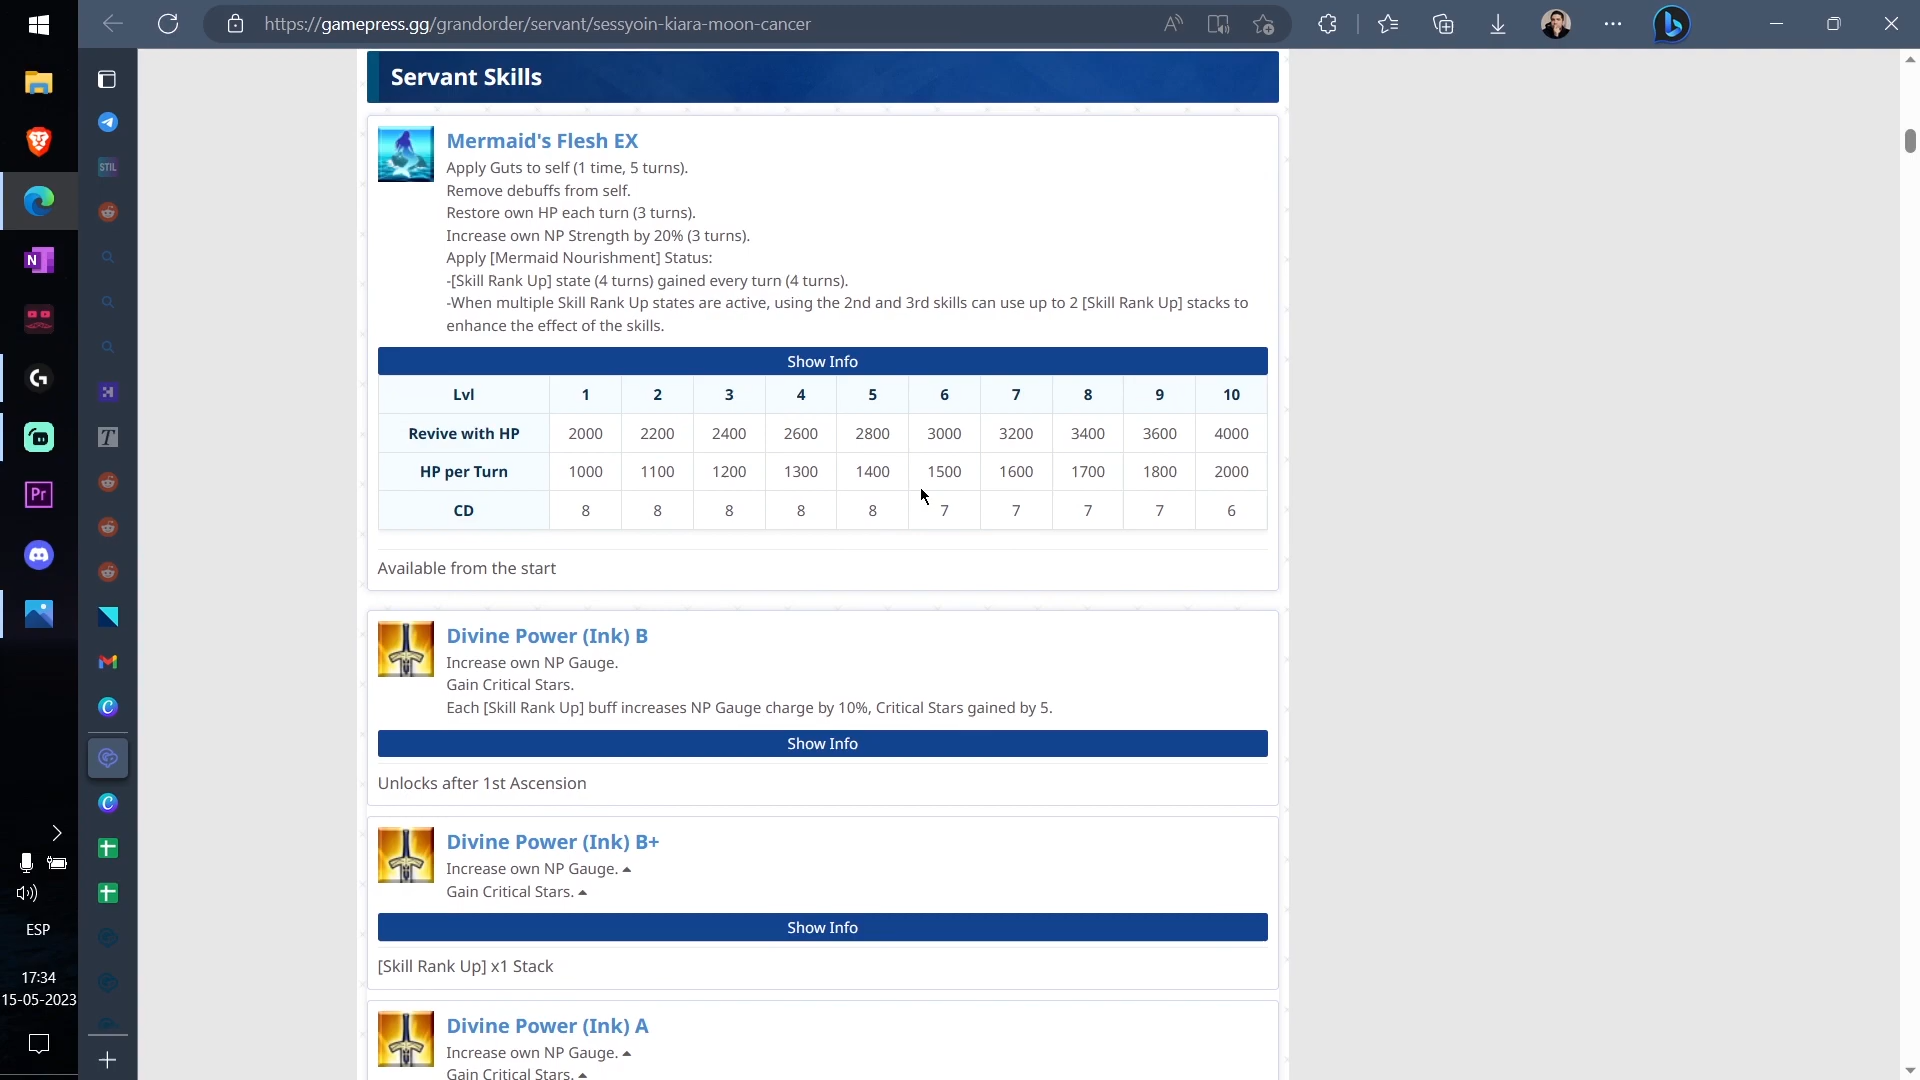 https://gamepress.gg/grandorder/servant/sessyoin-kiara-moon-cancer
Servant Skills
Mermaid's Flesh EX
Apply Guts to self (1 time, 5 turns).
Remove debuffs from self.
Restore own HP each turn (3 turns).
Increase own NP Strength by 20% (3 turns).
Apply [Mermaid Nourishment] Status:
-[Skill Rank Up] state (4 turns) gained every turn (4 turns).
-When multiple Skill Rank Up states are active, using the 2nd and 3rd skills can use up to 2 [Skill Rank Up] stacks to
enhance the effect of the skills.
Show Info
Lvl 1 2 3 4 5 6 7 8 9 10
Revive with HP 2000 2200 2400 2600 2800 3000 3200 3400 3600 4000
HP per Turn 1000 1100 1200 1300 1400 1500 1600 1700 1800 2000
CD 8 8 8 8 8 7 7 7 7 6
Available from the start
Divine Power (Ink) B
Increase own NP Gauge.
Gain Critical Stars.
Each [Skill Rank Up] buff increases NP Gauge charge by 10%, Critical Stars gained by 5.
Show Info
Unlocks after 1st Ascension
Divine Power (Ink) B+
Increase own NP Gauge. ▲
Gain Critical Stars. ▲
Show Info
[Skill Rank Up] x1 Stack
Divine Power (Ink) A
Increase own NP Gauge. ▲
Gain Critical Stars. ▲
STIL
N
T
Pr
ESP
17:34
15-05-2023